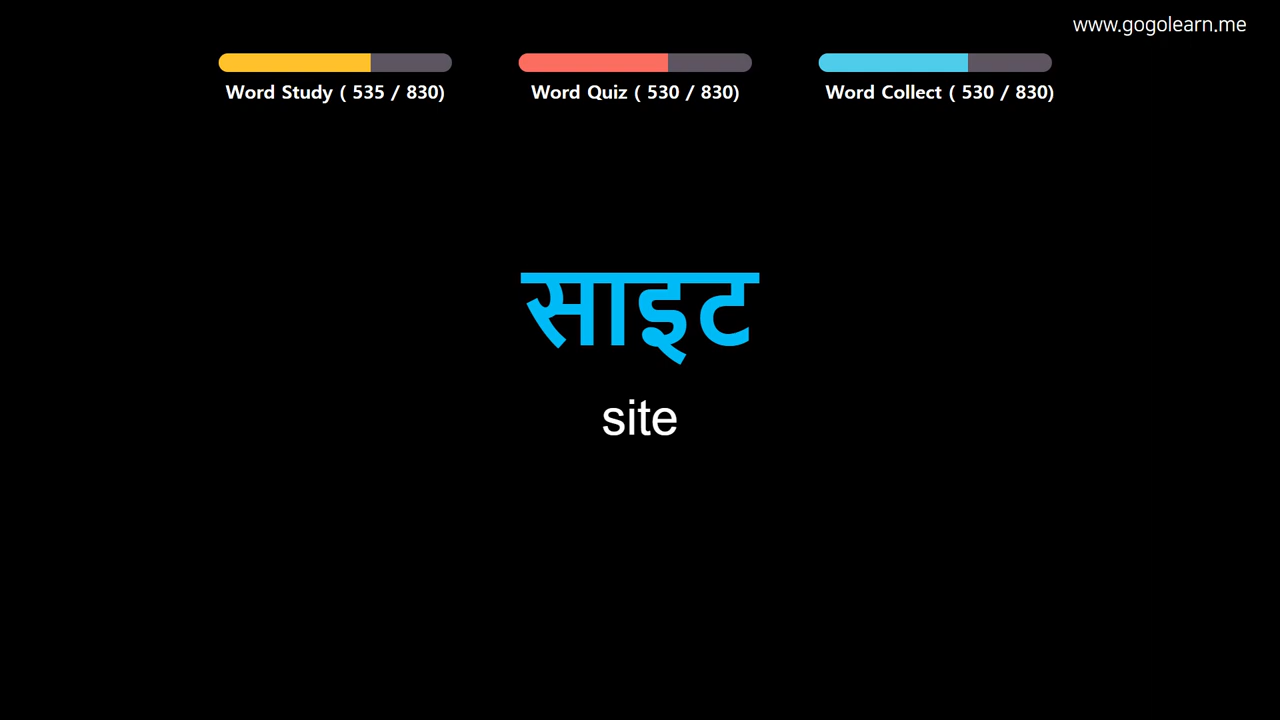 www.gogolearn.me
Word Study ( 535 / 830)
Word Quiz ( 530 / 830)
Word Collect ( 530 / 830)
साइट
site